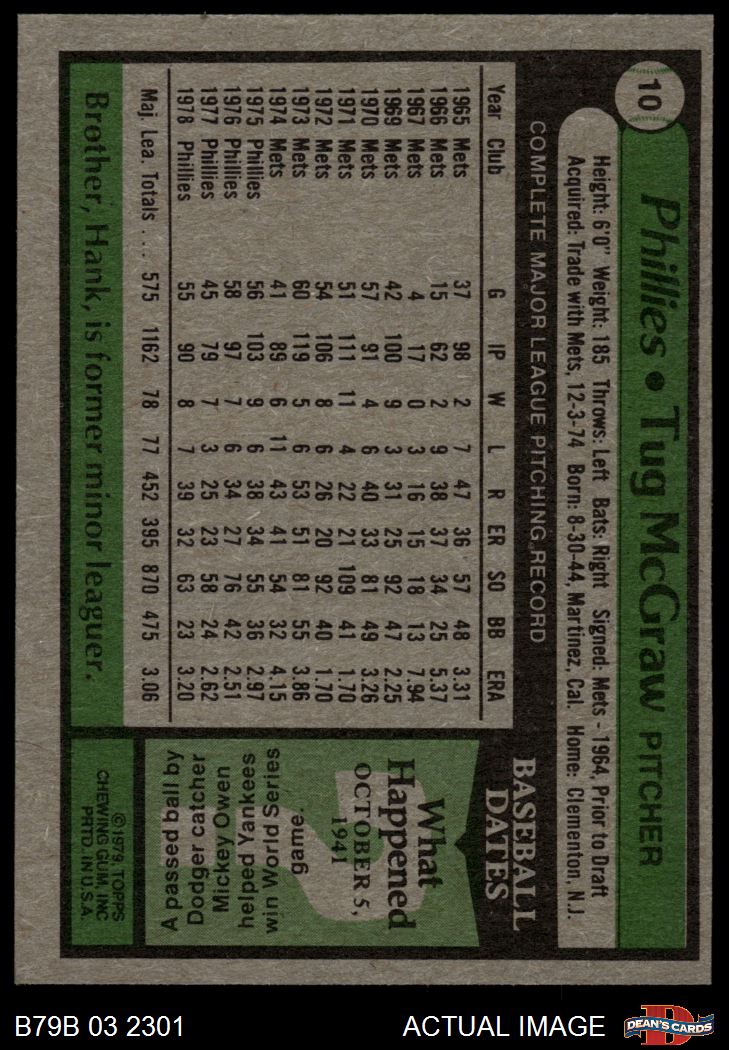 10
Phillies • Tug McGraw PITCHER
Height: 6'0" Weight: 185 Throws: Left Bats: Right Signed: Mets - 1964, Prior to Draft
Acquired: Trade with Mets, 12-3-74 Born: 8-30-44, Martinez, Cal. Home: Clementon, N.J.
COMPLETE MAJOR LEAGUE PITCHING RECORD
Year Club G IP W L R ER SO BB ERA
1965 Mets 37 98 2 7 47 36 57 48 3.31
1966 Mets 15 62 2 9 38 37 34 25 5.37
1967 Mets 4 17 0 3 16 15 18 13 7.94
1969 Mets 42 100 9 3 31 25 92 47 2.25
1970 Mets 57 91 4 6 40 33 81 49 3.26
1971 Mets 51 111 11 4 22 21 109 41 1.70
1972 Mets 54 106 8 6 26 20 92 40 1.70
1973 Mets 60 119 5 6 53 51 81 55 3.86
1974 Mets 41 89 6 11 43 41 54 32 4.15
1975 Phillies 56 103 9 6 38 34 55 36 2.97
1976 Phillies 58 97 7 6 34 27 76 42 2.51
1977 Phillies 45 79 7 3 25 23 58 24 2.62
1978 Phillies 55 90 8 7 39 32 63 23 3.20
Maj. Lea. Totals . . . 575 1162 78 77 452 395 870 475 3.06
Brother, Hank, is former minor leaguer.
BASEBALL
DATES
What
Happened
OCTOBER 5,
1941
A passed ball by
Dodger catcher
Mickey Owen
helped Yankees
win World Series
game.
©1979, TOPPS
CHEWING GUM, INC
PRTD. IN U.S.A.
B79B 03 2301
ACTUAL IMAGE
DEAN'S CARDS